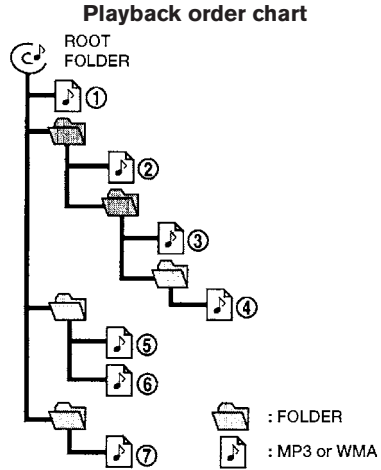 Playback order chart
ROOT
FOLDER
①
②
③
④
⑤
⑥
⑦
: FOLDER
: MP3 or WMA